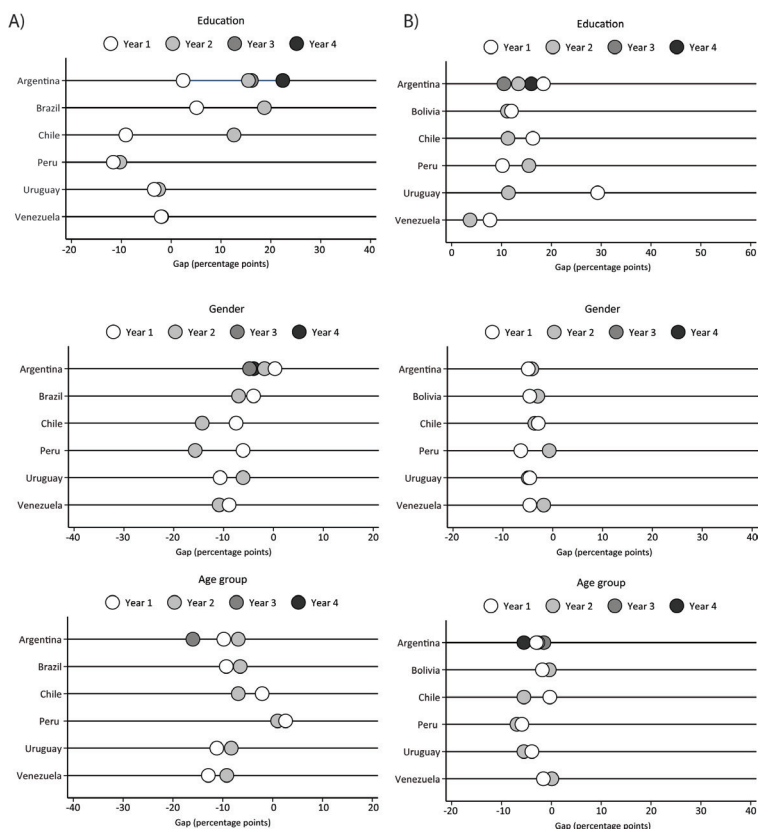 A)
Education
Year 1 Year 2 Year 3 Year 4
Argentina
Brazil
Chile
Peru
Uruguay
Venezuela
-20 -10 0 10 20 30 40
Gap (percentage points)
Gender
Year 1 Year 2 Year 3 Year 4
Argentina
Brazil
Chile
Peru
Uruguay
Venezuela
-40 -30 -20 -10 0 10 20
Gap (percentage points)
Age group
Year 1 Year 2 Year 3 Year 4
Argentina
Brazil
Chile
Peru
Uruguay
Venezuela
-40 -30 -20 -10 0 10 20
Gap (percentage points)
B)
Education
Year 1 Year 2 Year 3 Year 4
Argentina
Bolivia
Chile
Peru
Uruguay
Venezuela
0 10 20 30 40 50 60
Gap (percentage points)
Gender
Year 1 Year 2 Year 3 Year 4
Argentina
Bolivia
Chile
Peru
Uruguay
Venezuela
-20 -10 0 10 20 30 40
Gap (percentage points)
Age group
Year 1 Year 2 Year 3 Year 4
Argentina
Bolivia
Chile
Peru
Uruguay
Venezuela
-20 -10 0 10 20 30 40
Gap (percentage points)